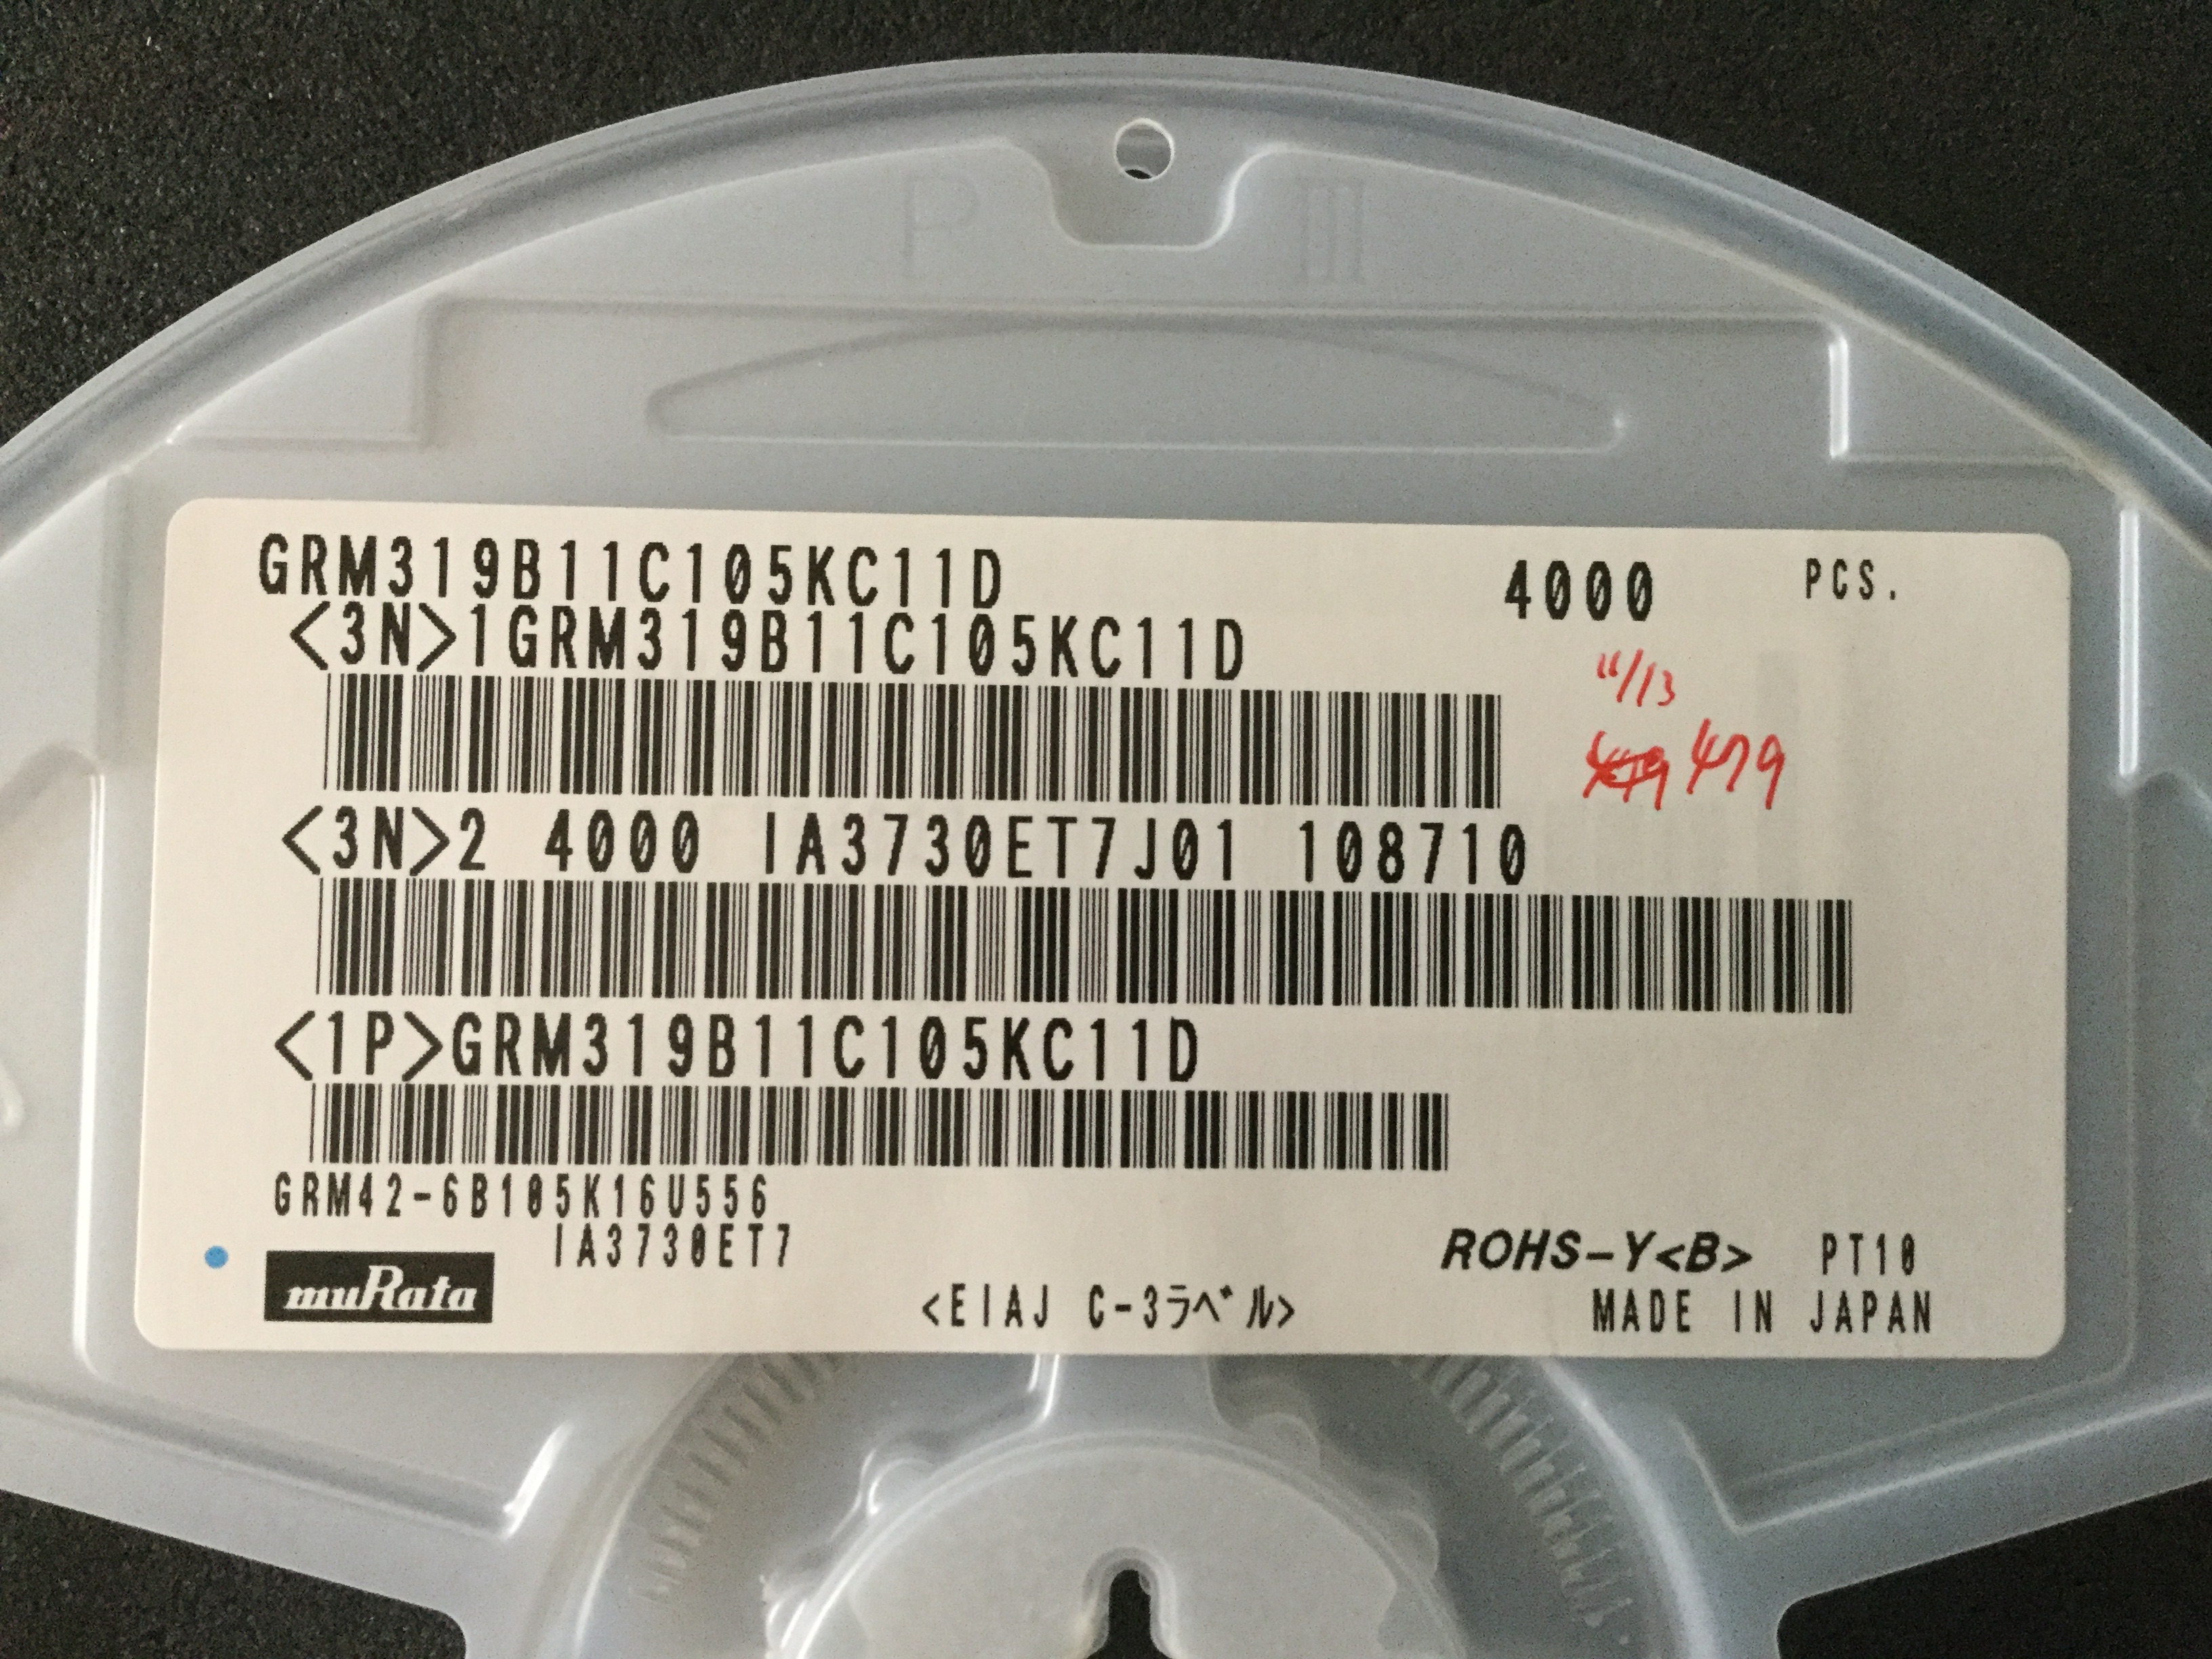 P III
GRM319B11C105KC11D 4000 PCS.
<3N>1GRM319B11C105KC11D
11/13
479
<3N>2 4000 IA3730ET7J01 108710
<1P>GRM319B11C105KC11D
GRM42-6B105K16U556
IA3730ET7
ROHS-Y<B> PT10
muRata
<EIAJ C-3ラベル>
MADE IN JAPAN